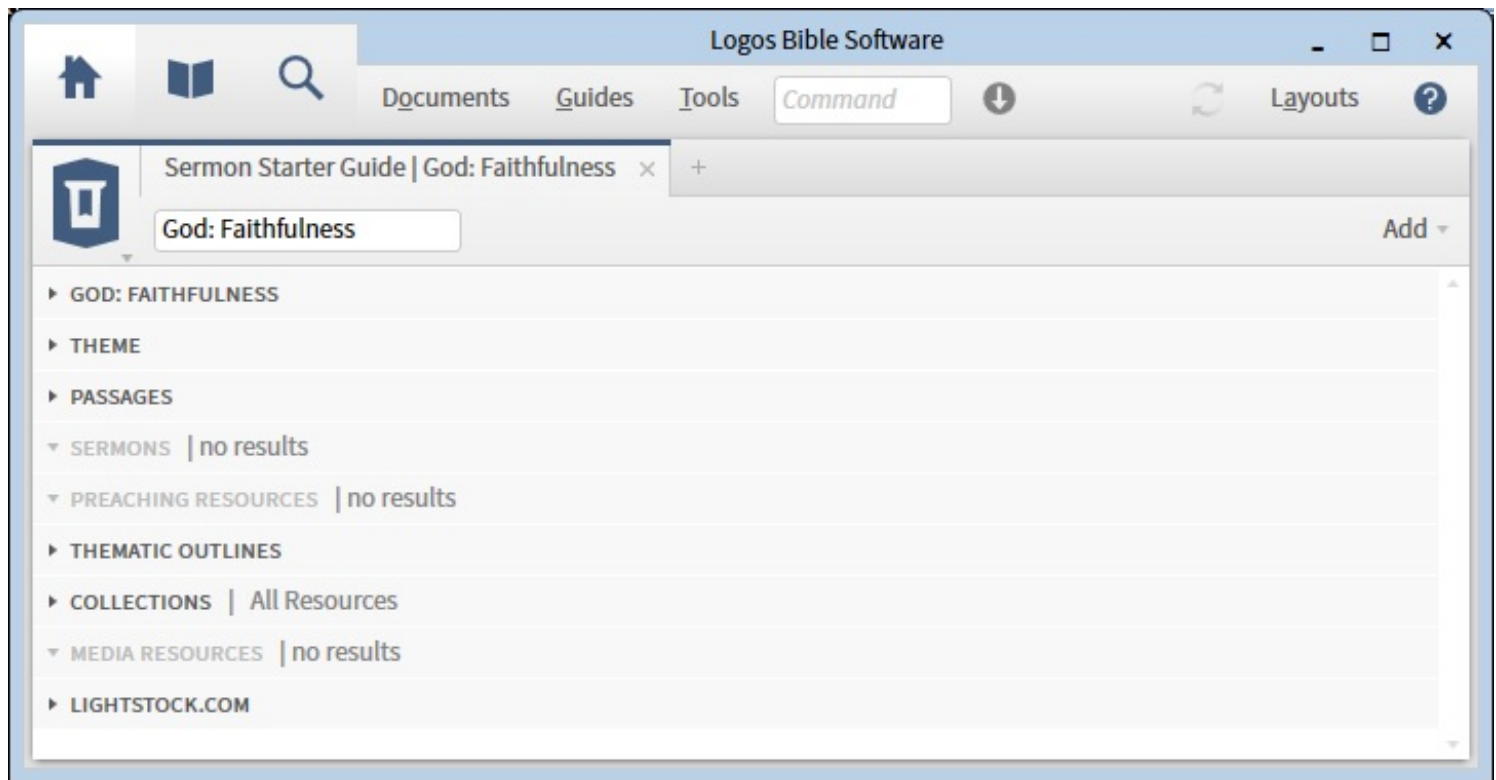 Logos Bible Software
Documents Guides Tools Command Layouts ?
Sermon Starter Guide | God: Faithfulness × +
God: Faithfulness Add
GOD: FAITHFULNESS
THEME
PASSAGES
SERMONS | no results
PREACHING RESOURCES | no results
THEMATIC OUTLINES
COLLECTIONS | All Resources
MEDIA RESOURCES | no results
LIGHTSTOCK.COM